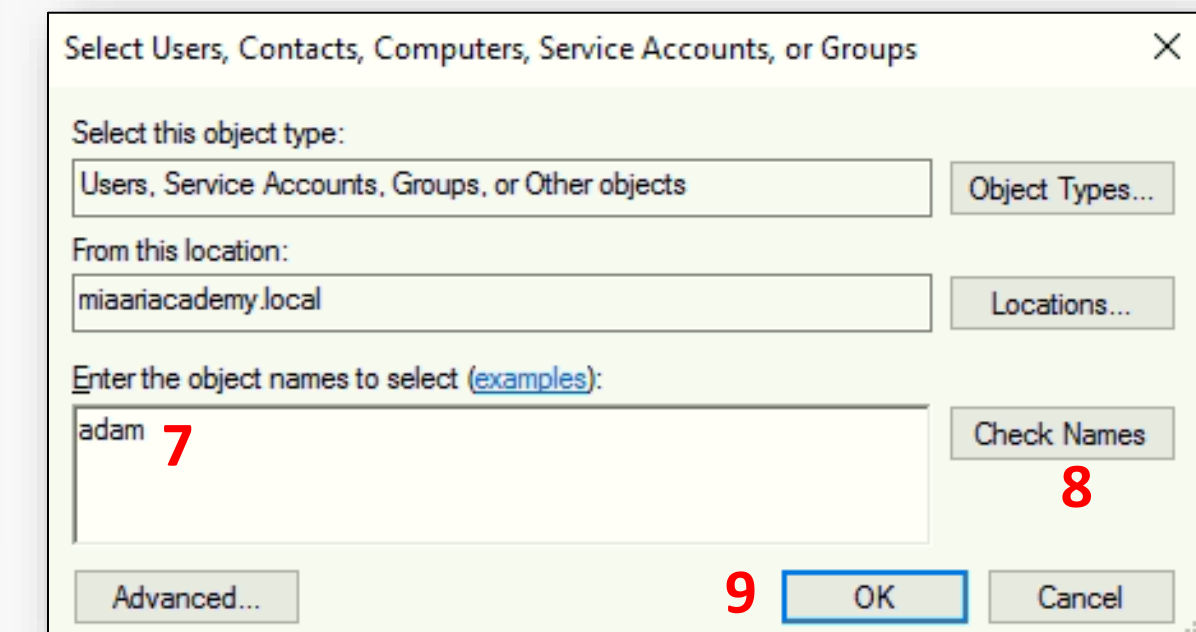 Select Users, Contacts, Computers, Service Accounts, or Groups
Select this object type:
Users, Service Accounts, Groups, or Other objects
Object Types...
From this location:
miaariacademy.local
Locations...
Enter the object names to select (examples):
adam 7
Check Names
8
Advanced...
9 OK
Cancel